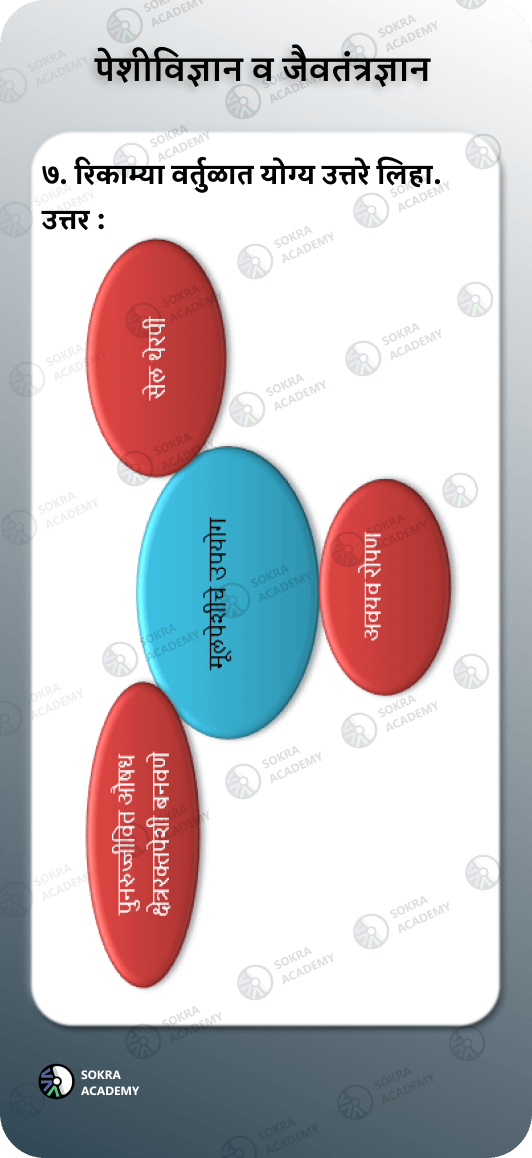 पेशीविज्ञान व जैवतंत्रज्ञान
७. रिकाम्या वर्तुळात योग्य उत्तरे लिहा.
उत्तर :
सेल थेरपी
मूलपेशींचे उपयोग
अवयव रोपण
पुनरुज्जीवित औषध
क्षेत्ररक्तपेशी बनवणे
SOKRA
ACADEMY